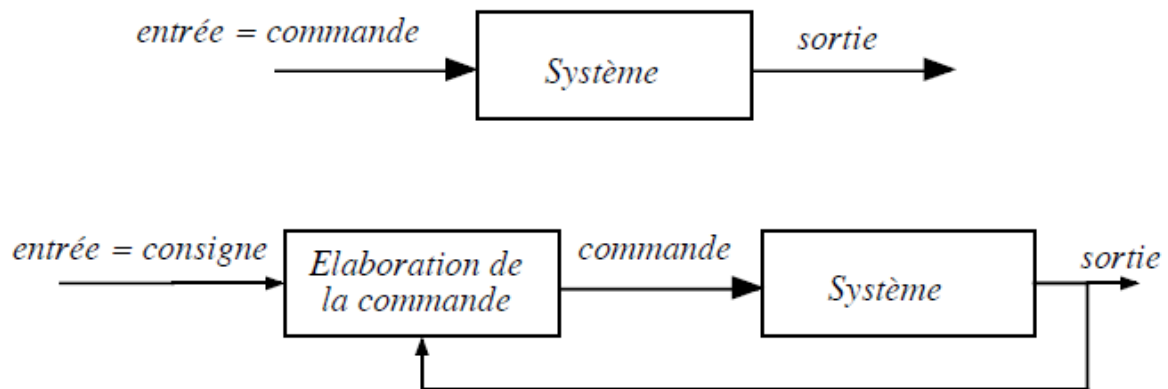 entrée = commande
Système
sortie
entrée = consigne
Elaboration de
la commande
commande
Système
sortie